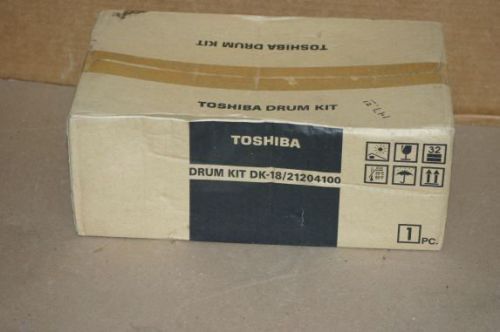 TOSHIBA DRUM KIT
TOSHIBA DRUM KIT
TOSHIBA
DRUM KIT DK-18/21204100
32
1 PC.